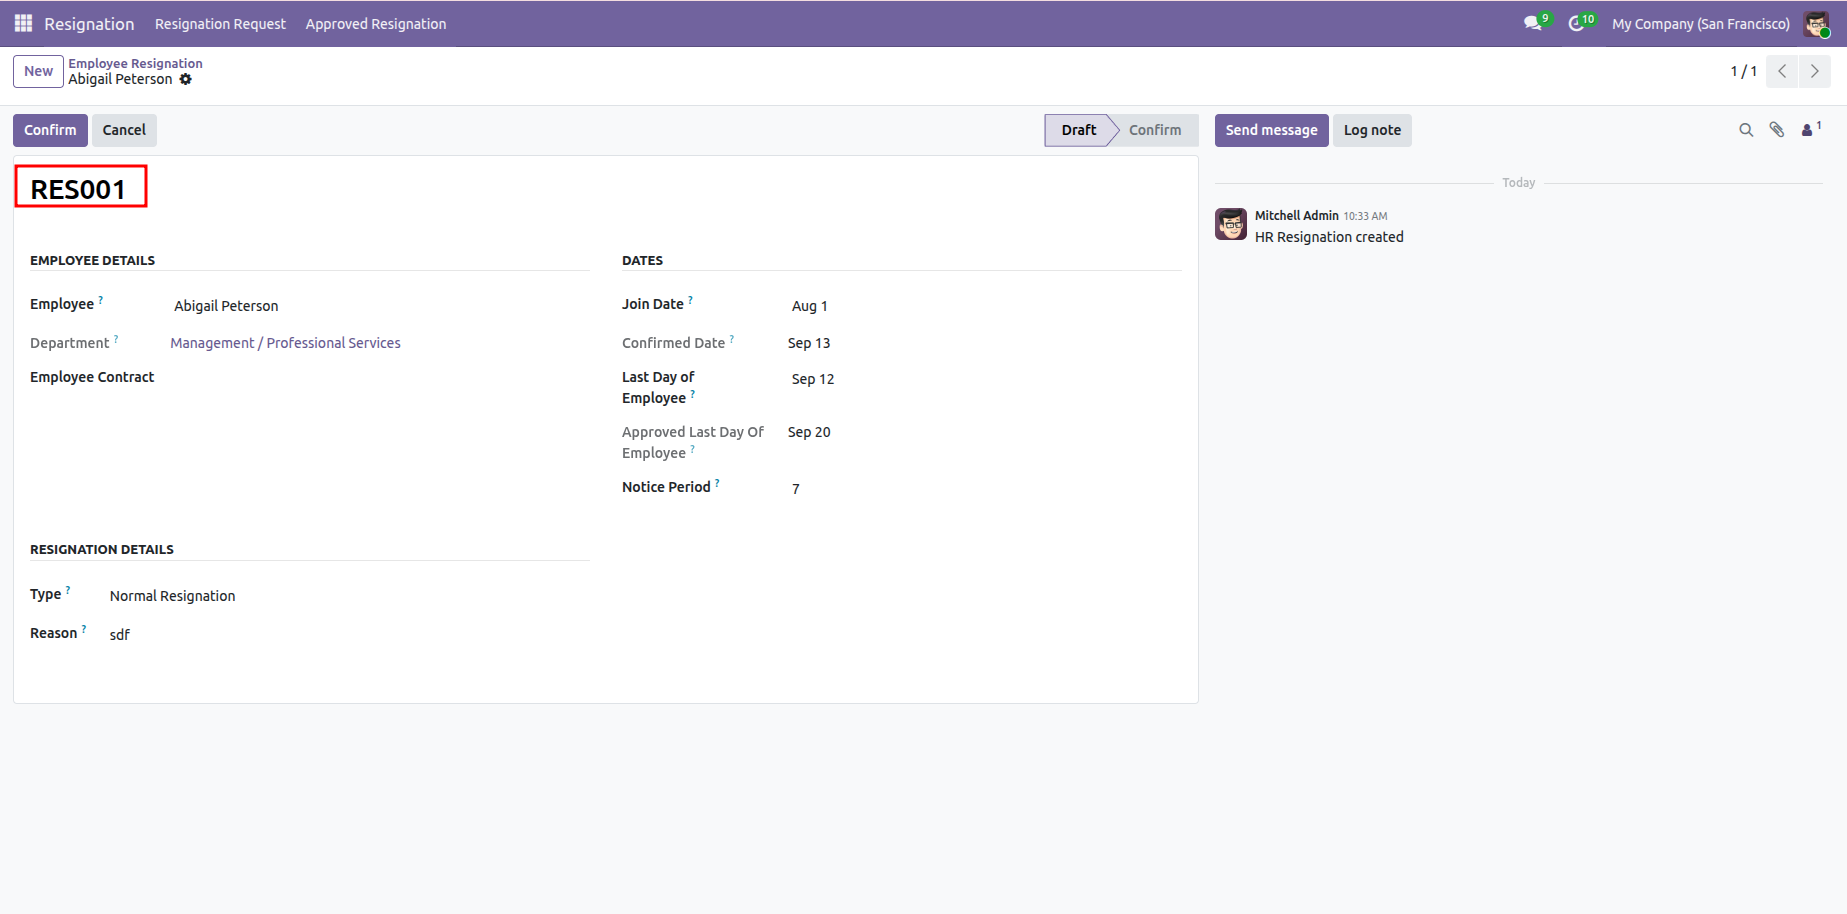 Resignation Resignation Request Approved Resignation 9 10 My Company (San Francisco)
New Employee Resignation
Abigail Peterson 1 / 1
Confirm Cancel Draft Confirm Send message Log note 1
RES001
Today
Mitchell Admin 10:33 AM
HR Resignation created
EMPLOYEE DETAILS
Employee ? Abigail Peterson
Department ? Management / Professional Services
Employee Contract
DATES
Join Date ? Aug 1
Confirmed Date ? Sep 13
Last Day of
Employee ? Sep 12
Approved Last Day Of
Employee ? Sep 20
Notice Period ? 7
RESIGNATION DETAILS
Type ? Normal Resignation
Reason ? sdf